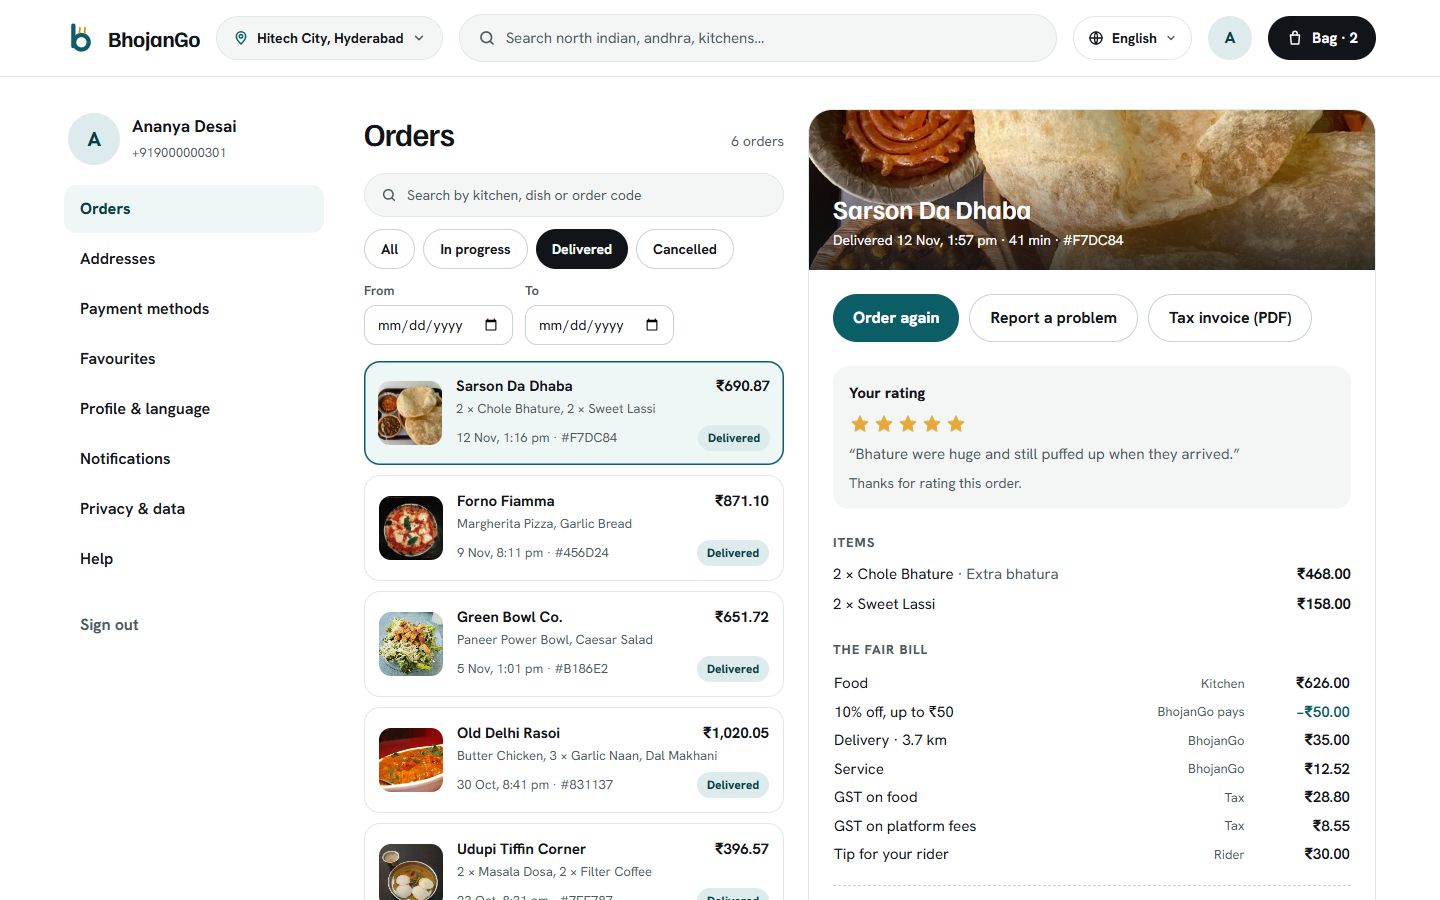 BhojanGo
Hitech City, Hyderabad
Search north indian, andhra, kitchens...
English
A
Bag · 2
A
Ananya Desai
+919000000301
Orders
Addresses
Payment methods
Favourites
Profile & language
Notifications
Privacy & data
Help
Sign out
Orders
6 orders
Search by kitchen, dish or order code
All
In progress
Delivered
Cancelled
From
To
mm/dd/yyyy
mm/dd/yyyy
Sarson Da Dhaba ₹690.87
2 × Chole Bhature, 2 × Sweet Lassi
12 Nov, 1:16 pm · #F7DC84 Delivered
Forno Fiamma ₹871.10
Margherita Pizza, Garlic Bread
9 Nov, 8:11 pm · #456D24 Delivered
Green Bowl Co. ₹651.72
Paneer Power Bowl, Caesar Salad
5 Nov, 1:01 pm · #B186E2 Delivered
Old Delhi Rasoi ₹1,020.05
Butter Chicken, 3 × Garlic Naan, Dal Makhani
30 Oct, 8:41 pm · #831137 Delivered
Udupi Tiffin Corner ₹396.57
2 × Masala Dosa, 2 × Filter Coffee
Sarson Da Dhaba
Delivered 12 Nov, 1:57 pm · 41 min · #F7DC84
Order again
Report a problem
Tax invoice (PDF)
Your rating
“Bhature were huge and still puffed up when they arrived.”
Thanks for rating this order.
ITEMS
2 × Chole Bhature · Extra bhatura ₹468.00
2 × Sweet Lassi ₹158.00
THE FAIR BILL
Food Kitchen ₹626.00
10% off, up to ₹50 BhojanGo pays −₹50.00
Delivery · 3.7 km BhojanGo ₹35.00
Service BhojanGo ₹12.52
GST on food Tax ₹28.80
GST on platform fees Tax ₹8.55
Tip for your rider Rider ₹30.00